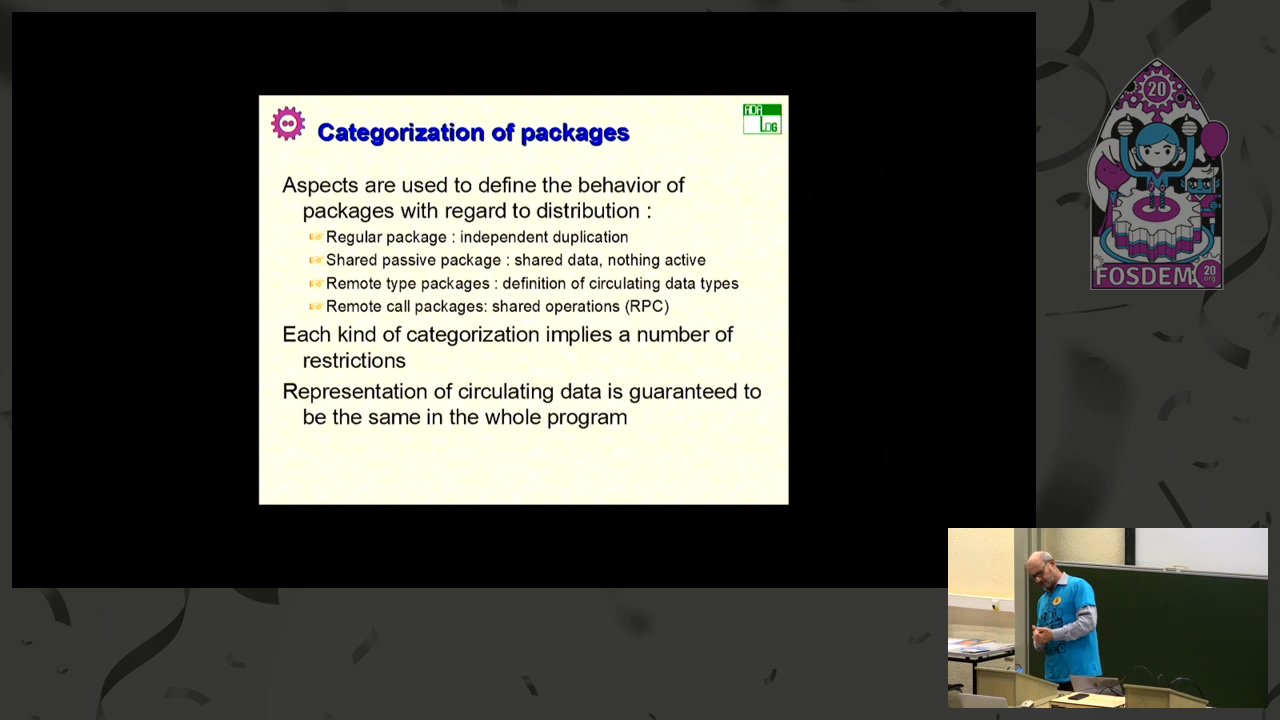 Categorization of packages
ADA
LOG
Aspects are used to define the behavior of
packages with regard to distribution :
Regular package : independent duplication
Shared passive package : shared data, nothing active
Remote type packages : definition of circulating data types
Remote call packages: shared operations (RPC)
Each kind of categorization implies a number of
restrictions
Representation of circulating data is guaranteed to
be the same in the whole program
20
FOSDEM
20
.org